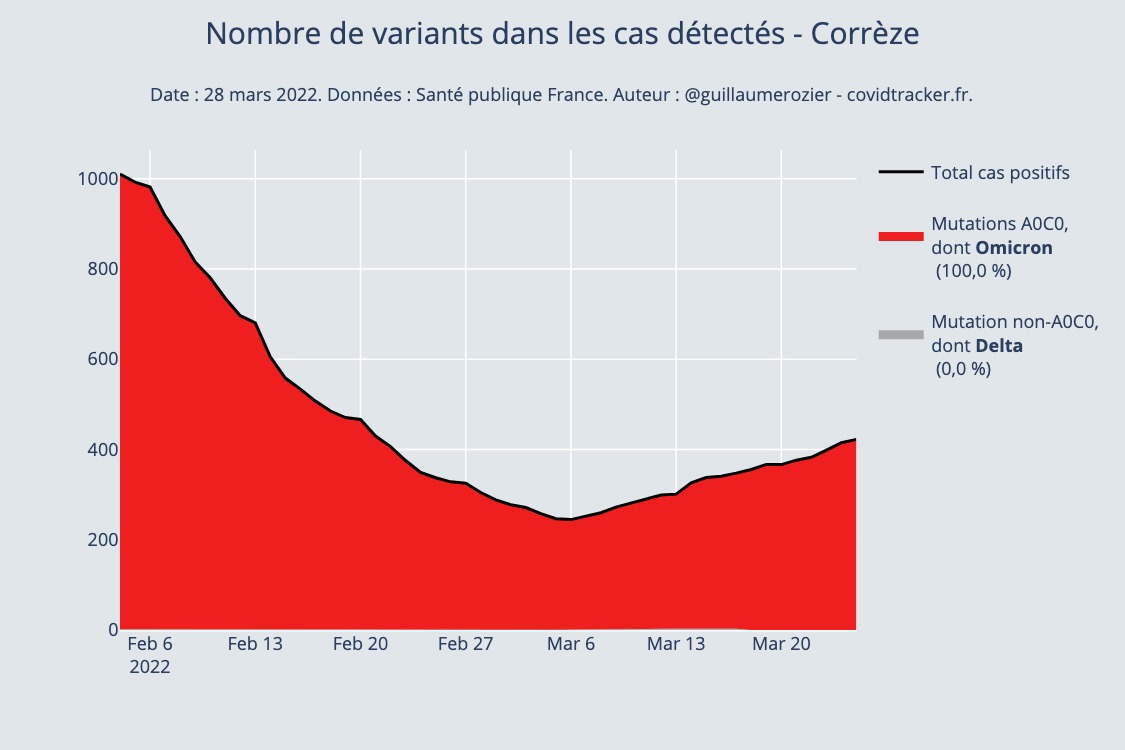 Nombre de variants dans les cas détectés - Corrèze
Date : 28 mars 2022. Données : Santé publique France. Auteur : @guillaumerozier - covidtracker.fr.
1000
800
600
400
200
0
Feb 6
2022
Feb 13
Feb 20
Feb 27
Mar 6
Mar 13
Mar 20
Total cas positifs
Mutations A0C0,
dont Omicron
(100,0 %)
Mutation non-A0C0,
dont Delta
(0,0 %)